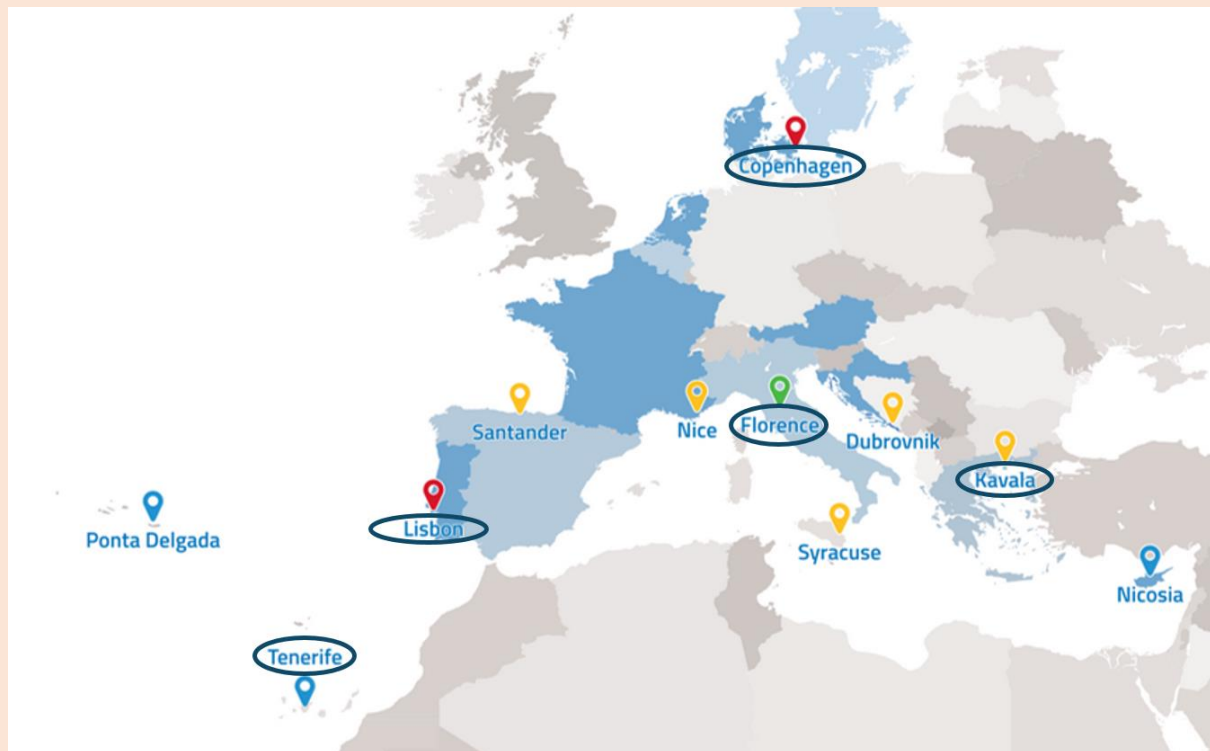 Copenhagen
Santander
Nice
Florence
Dubrovnik
Kavala
Lisbon
Ponta Delgada
Syracuse
Nicosia
Tenerife